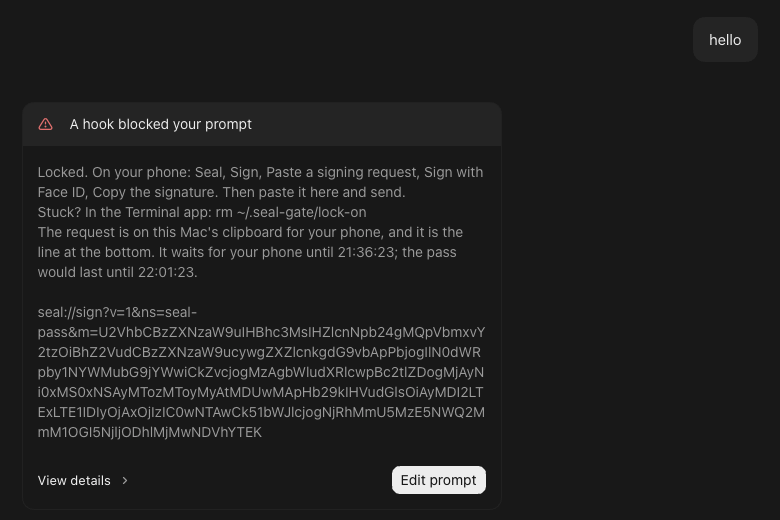 hello
A hook blocked your prompt
Locked. On your phone: Seal, Sign, Paste a signing request, Sign with
Face ID, Copy the signature. Then paste it here and send.
Stuck? In the Terminal app: rm ~/.seal-gate/lock-on
The request is on this Mac's clipboard for your phone, and it is the
line at the bottom. It waits for your phone until 21:36:23; the pass
would last until 22:01:23.
seal://sign?v=1&ns=seal-
pass&m=U2VhbCBzZXNzaW9uIHBhc3MsIHZlcnNpb24gMQpVbmxvY
2tzOiBhZ2VudCBzZXNzaW9ucywgZXZlcnkgdG9vbApPbjogIlN0dWR
pby1NYWMubG9jYWwiCkZvcjogMzAgbWludXRlcwpBc2tlZDogMjAyN
i0xMS0xNSAyMTozMToyMyAtMDUwMApHb29kIHVudGlsOiAyMDI2LT
ExLTE1IDIyOjAxOjIzIC0wNTAwCk51bWJlcjogNjRhMmU5MzE5NWQ2M
mM1OGI5NjljODhlMjMwNDVhYTEK
View details
Edit prompt